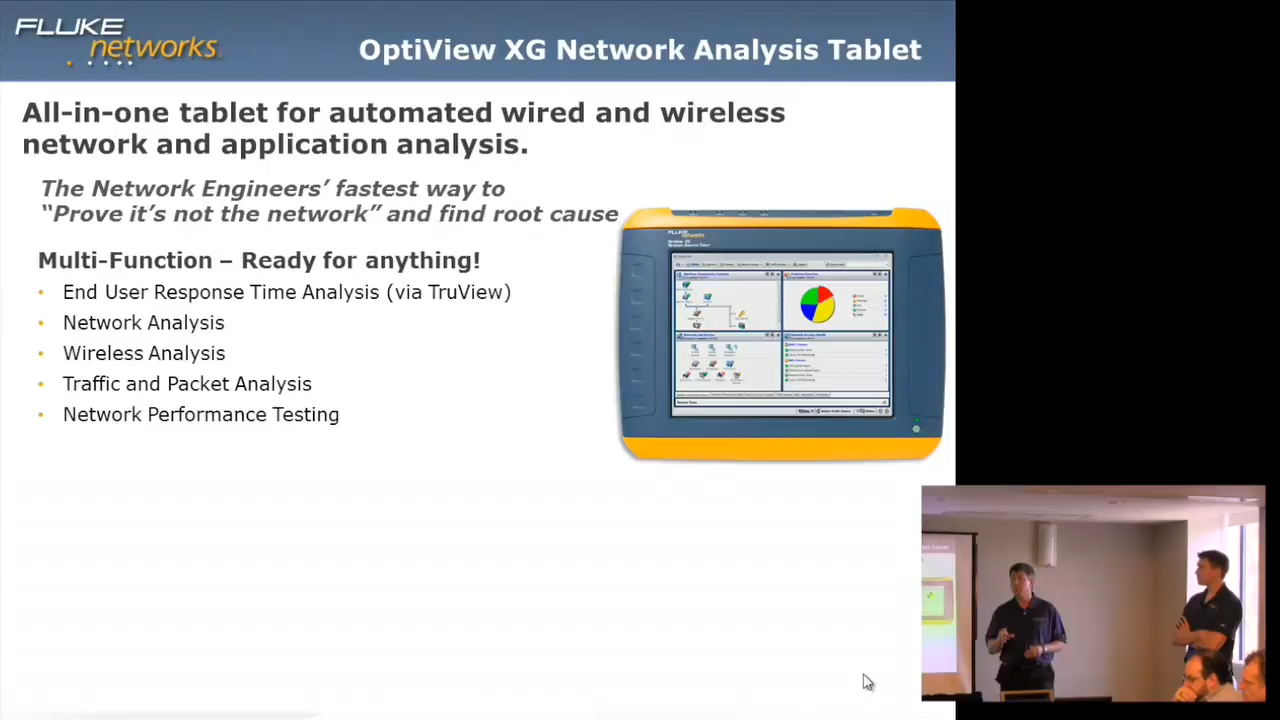 FLUKE
networks
OptiView XG Network Analysis Tablet
All-in-one tablet for automated wired and wireless
network and application analysis.
The Network Engineers’ fastest way to
“Prove it’s not the network” and find root cause
Multi-Function – Ready for anything!
• End User Response Time Analysis (via TruView)
• Network Analysis
• Wireless Analysis
• Traffic and Packet Analysis
• Network Performance Testing
FLUKE
networks